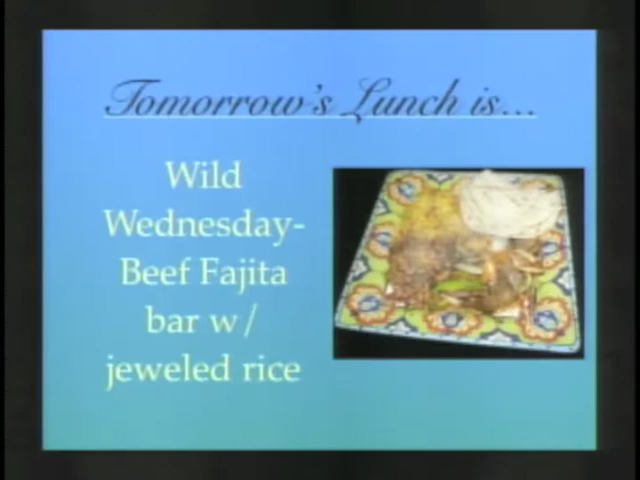 Tomorrow's Lunch is...
Wild
Wednesday-
Beef Fajita
bar w/
jeweled rice